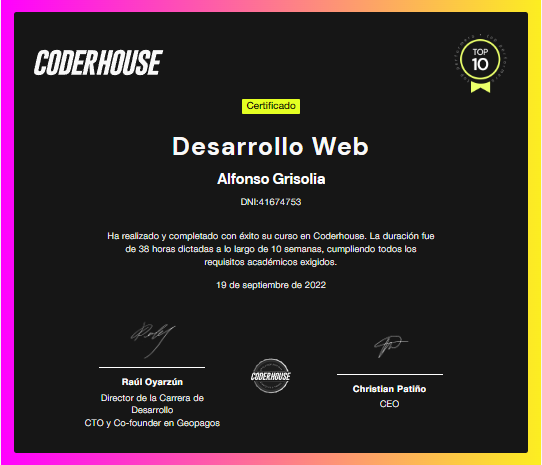 CODERHOUSE
TOP
10
Certificado
Desarrollo Web
Alfonso Grisolia
DNI:41674753
Ha realizado y completado con éxito su curso en Coderhouse. La duración fue
de 38 horas dictadas a lo largo de 10 semanas, cumpliendo todos los
requisitos académicos exigidos.
19 de septiembre de 2022
Raúl Oyarzún
Director de la Carrera de
Desarrollo
CTO y Co-founder en Geopagos
CODERHOUSE
Christian Patiño
CEO